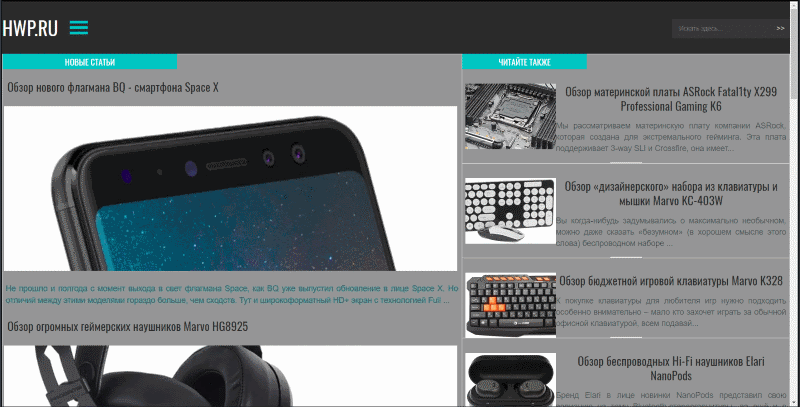 HWP.RU
Искать здесь...
>>
НОВЫЕ СТАТЬИ
Обзор нового флагмана BQ - смартфона Space X
Не прошло и полгода с момент выхода в свет флагмана Space, как BQ уже выпустил обновление в лице Space X. Но
отличий между этими моделями гораздо больше, чем сходств. Тут и широкоформатный HD+ экран с технологией Full ...
Обзор огромных геймерских наушников Marvo HG8925
ЧИТАЙТЕ ТАКЖЕ
Обзор материнской платы ASRock Fatal1ty X299
Professional Gaming K6
Мы рассматриваем материнскую плату компании ASRock,
которая создана для экстремального гейминга. Эта плата
поддерживает 3-way SLI и Crossfire, она имеет...
Обзор «дизайнерского» набора из клавиатуры и
мышки Marvo KC-403W
Вы когда-нибудь задумывались о максимально необычном,
можно даже сказать «безумном» (в хорошем смысле этого
слова) беспроводном наборе ...
Обзор бюджетной игровой клавиатуры Marvo K328
К покупке клавиатуры для любителя игр нужно подходить
особенно внимательно – мало кто захочет играть за обычной
офисной клавиатурой, всем подавай...
Обзор беспроводных Hi-Fi наушников Elari
NanoPods
Бренд Elari в лице новинки NanoPods представил свою